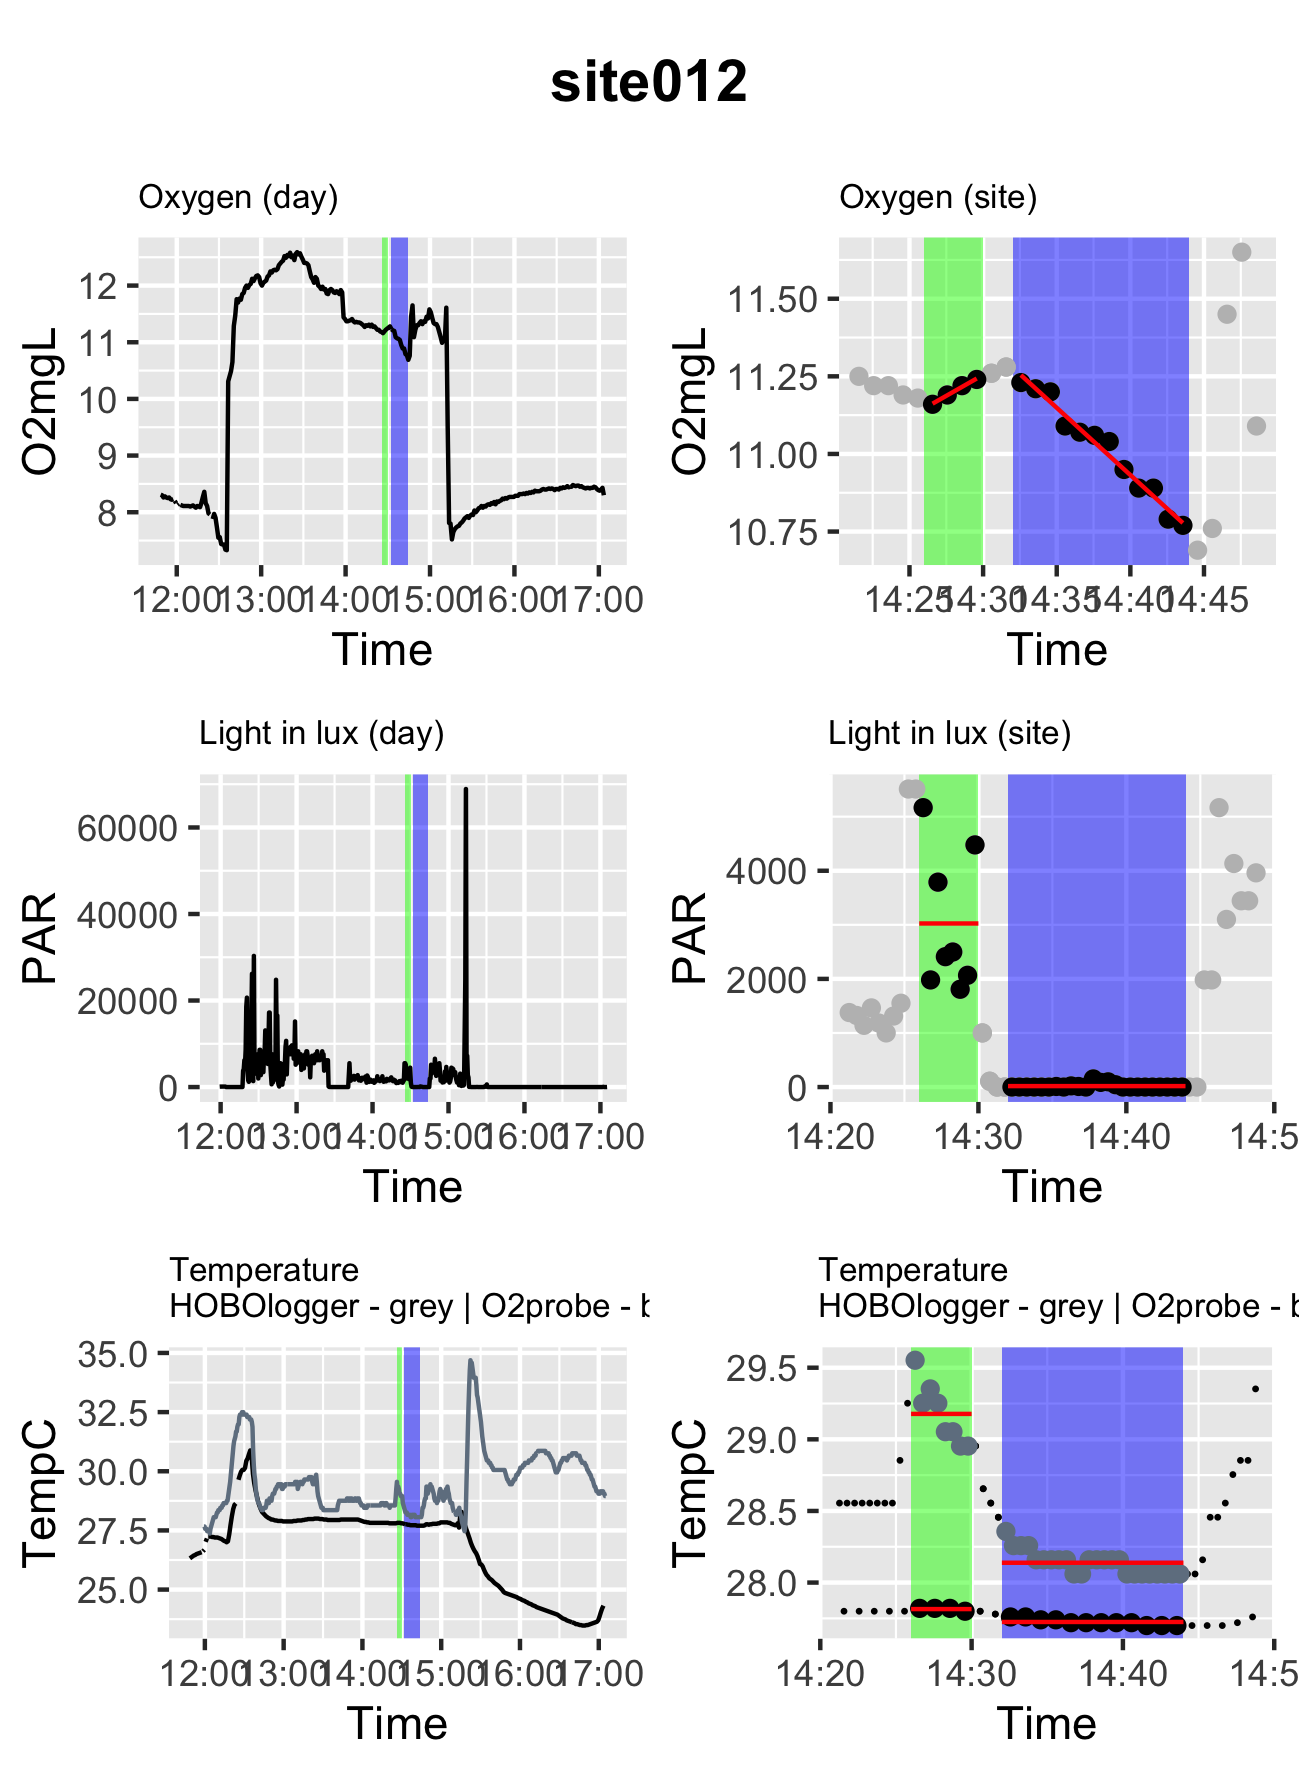 site012
Oxygen (day)
O2mgL
12
11
10
9
8
12:00 13:00 14:00 15:00 16:00 17:00
Time
Oxygen (site)
O2mgL
11.50
11.25
11.00
10.75
14:25 14:30 14:35 14:40 14:45
Time
Light in lux (day)
PAR
60000
40000
20000
0
12:00 13:00 14:00 15:00 16:00 17:00
Time
Light in lux (site)
PAR
4000
2000
0
14:20 14:30 14:40 14:5
Time
Temperature
HOBOlogger - grey | O2probe - b
TempC
35.0
32.5
30.0
27.5
25.0
12:00 13:00 14:00 15:00 16:00 17:00
Time
Temperature
HOBOlogger - grey | O2probe - b
TempC
29.5
29.0
28.5
28.0
14:20 14:30 14:40 14:5
Time